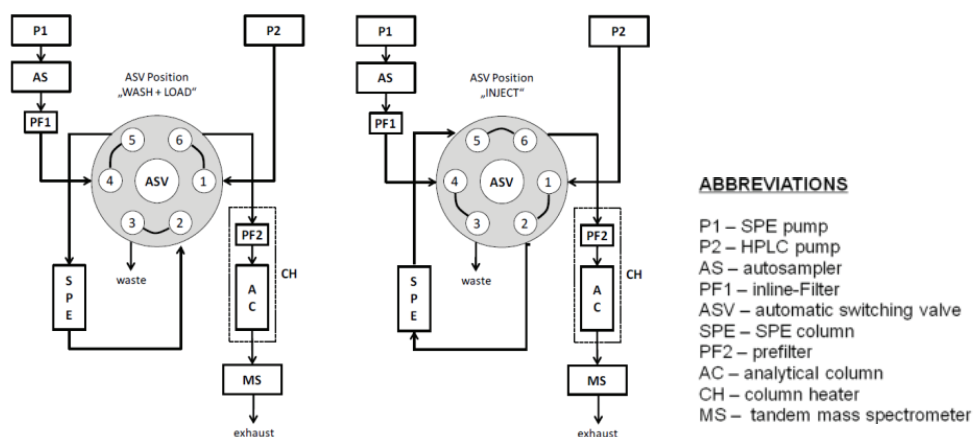 P1
P2
AS
ASV Position
„WASH + LOAD"
PF1
5
6
4
ASV
1
3
2
PF2
waste
CH
S
P
E
A
C
MS
exhaust
P1
P2
AS
ASV Position
„INJECT"
PF1
5
6
4
ASV
1
3
2
PF2
waste
CH
S
P
E
A
C
MS
exhaust
ABBREVIATIONS
P1 – SPE pump
P2 – HPLC pump
AS – autosampler
PF1 – inline-Filter
ASV – automatic switching valve
SPE – SPE column
PF2 – prefilter
AC – analytical column
CH – column heater
MS – tandem mass spectrometer